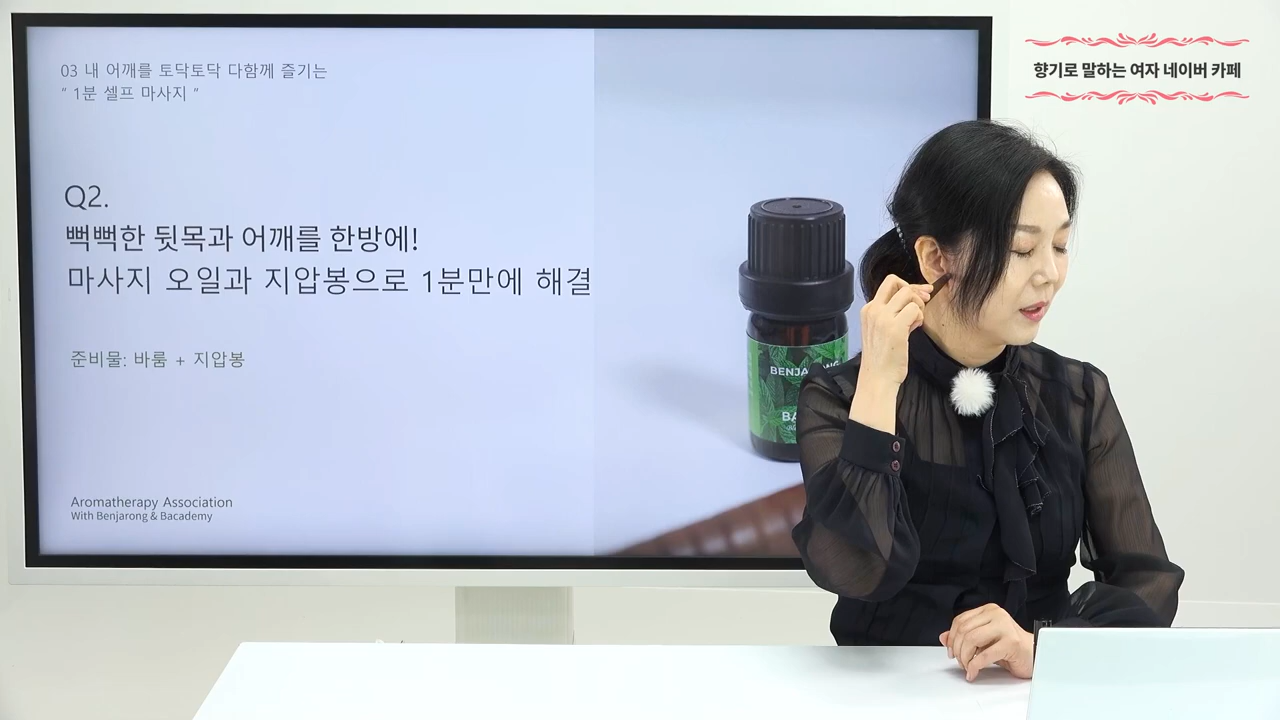 03 내 어깨를 토닥토닥 다함께 즐기는
" 1분 셀프 마사지 "
향기로 말하는 여자 네이버 카페
Q2.
뻑뻑한 뒷목과 어깨를 한방에!
마사지 오일과 지압봉으로 1분만에 해결
준비물: 바룸 + 지압봉
Aromatherapy Association
With Benjarong & Bacademy